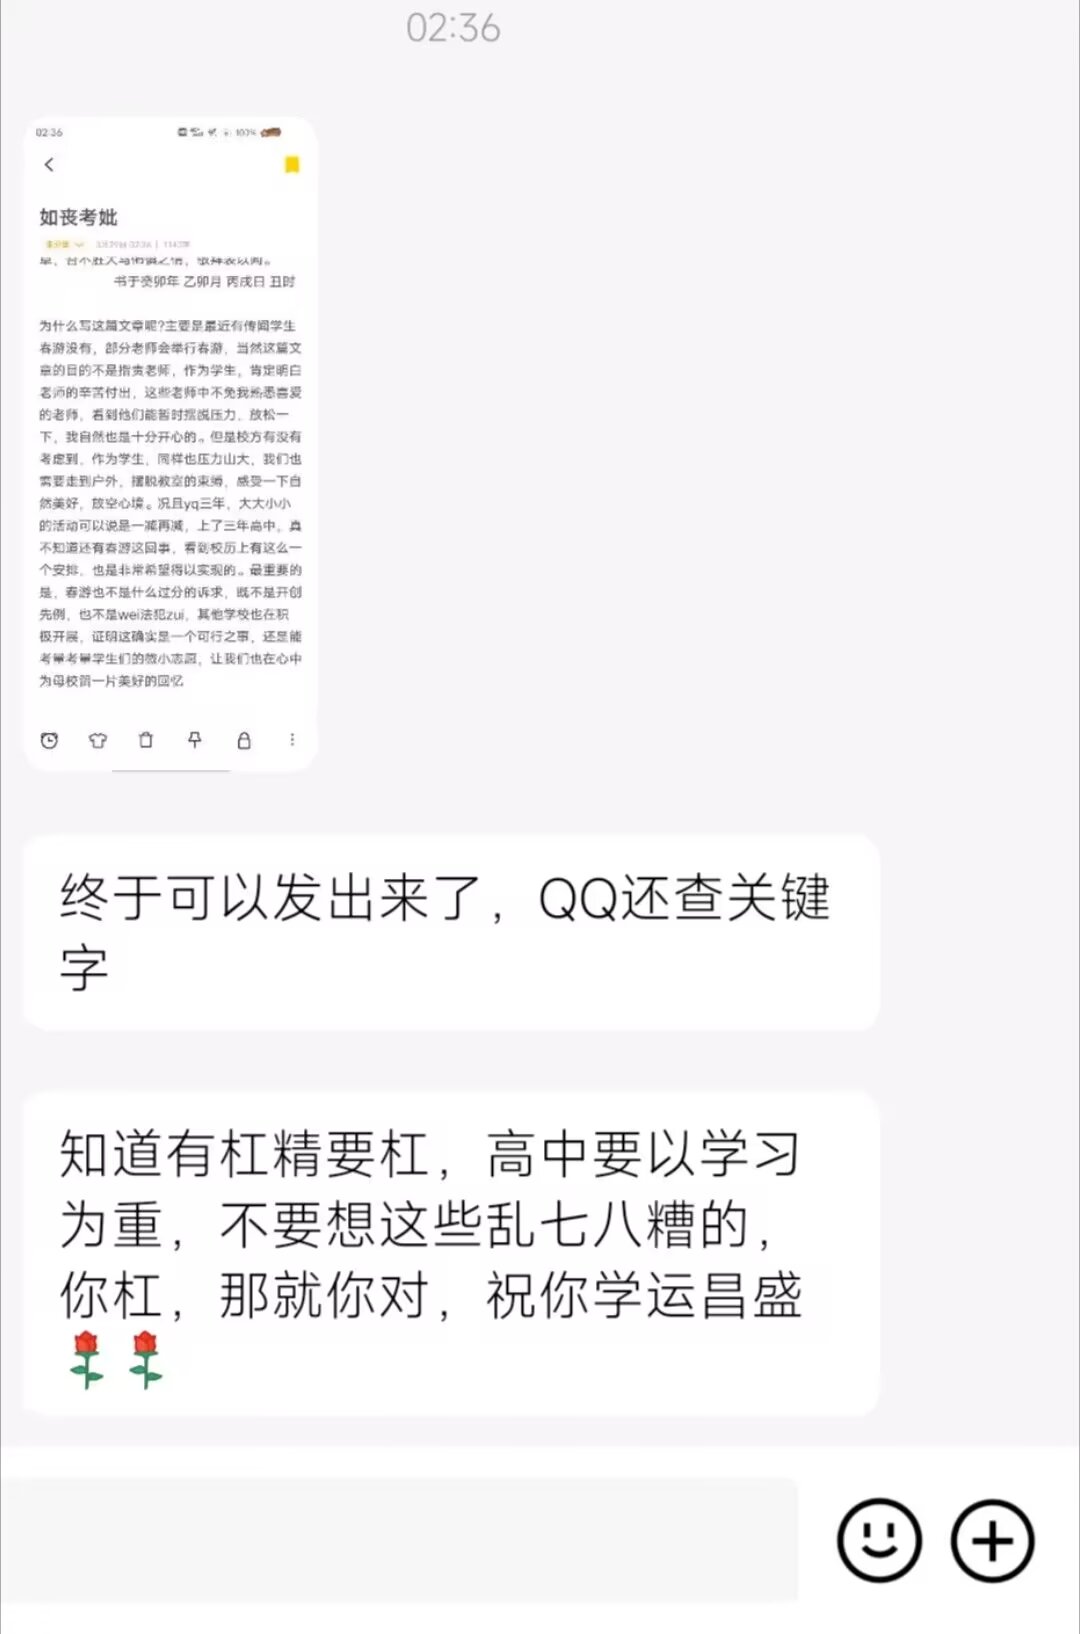 02:36
02:36
100%
如丧考妣
书于癸卯年 乙卯月 丙戌日 丑时
为什么写这篇文章呢?主要是最近有传闻学生
春游没有，部分老师会举行春游，当然这篇文
章的目的不是指责老师，作为学生，肯定明白
老师的辛苦付出，这些老师中不免我熟悉喜爱
的老师，看到他们能暂时摆脱压力，放松一
下，我自然也是十分开心的。但是校方有没有
考虑到，作为学生，同样也压力山大，我们也
需要走到户外，摆脱教室的束缚，感受一下自
然美好，放空心境。况且yq三年，大大小小
的活动可以说是一减再减，上了三年高中，真
不知道还有春游这回事，看到校历上有这么一
个安排，也是非常希望得以实现的。最重要的
是，春游也不是什么过分的诉求，既不是开创
先例，也不是wei法犯zui，其他学校也在积
极开展，证明这确实是一个可行之事，还是能
考量考量学生们的微小志愿，让我们也在心中
为母校留一片美好的回忆
终于可以发出来了，QQ还查关键
字
知道有杠精要杠，高中要以学习
为重，不要想这些乱七八糟的，
你杠，那就你对，祝你学运昌盛